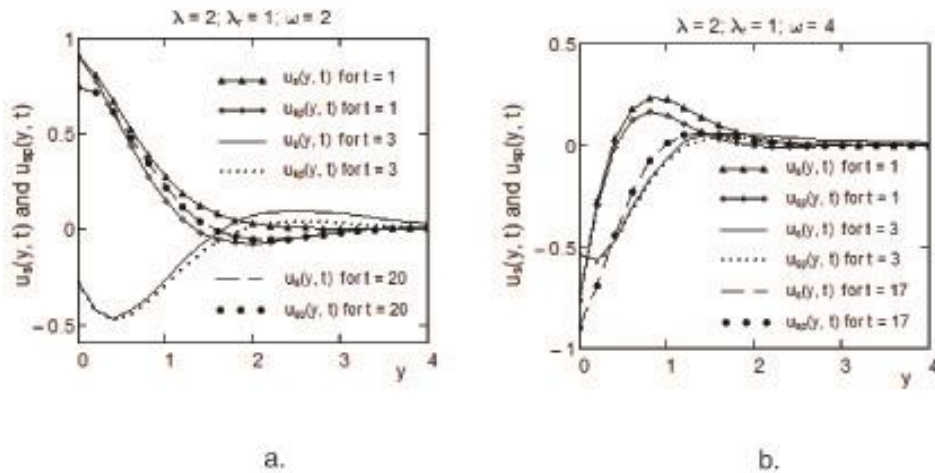 λ = 2; λr = 1; ω = 2
us(y, t) and usp(y, t)
1
0.5
0
−0.5
0
1
2
3
4
y
us(y, t) for t = 1
usp(y, t) for t = 1
us(y, t) for t = 3
usp(y, t) for t = 3
us(y, t) for t = 20
usp(y, t) for t = 20
a.
λ = 2; λr = 1; ω = 4
us(y, t) and usp(y, t)
0.5
0
−0.5
−1
0
1
2
3
4
y
us(y, t) for t = 1
usp(y, t) for t = 1
us(y, t) for t = 3
usp(y, t) for t = 3
us(y, t) for t = 17
usp(y, t) for t = 17
b.